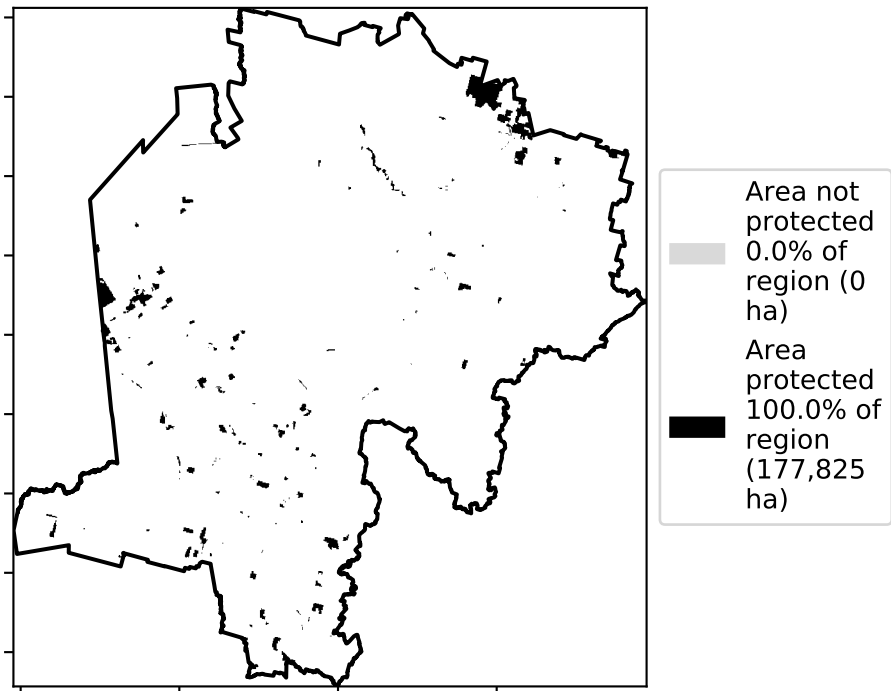 Area not
protected
0.0% of
region (0
ha)
Area
protected
100.0% of
region
(177,825
ha)